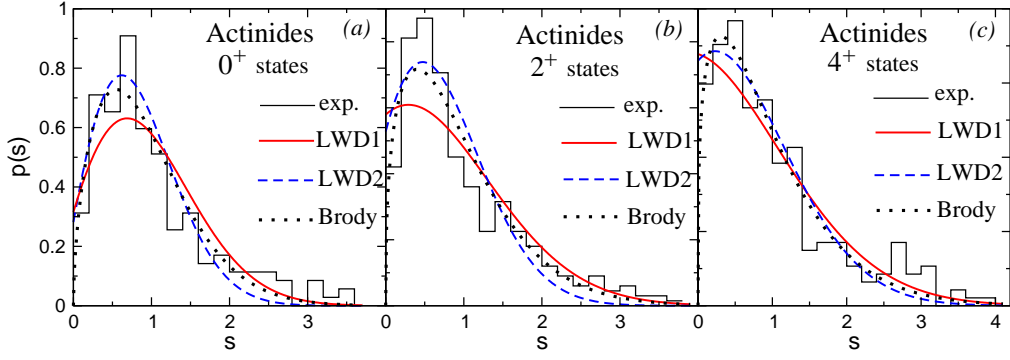 1
0.8
0.6
0.4
0.2
0
p(s)
Actinides
0+ states
(a)
exp.
LWD1
LWD2
Brody
0 1 2 3
s
Actinides
2+ states
(b)
exp.
LWD1
LWD2
Brody
0 1 2 3
s
Actinides
4+ states
(c)
exp.
LWD1
LWD2
Brody
0 1 2 3 4
s